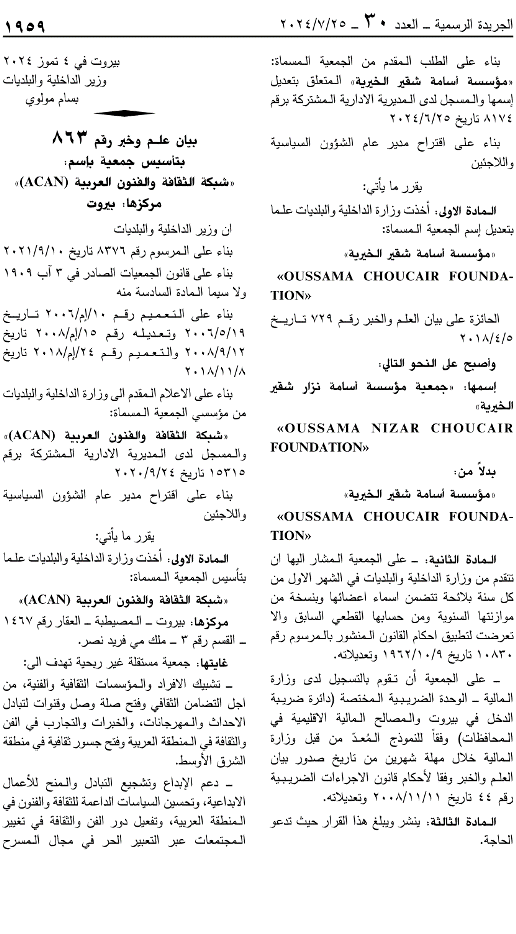 الجريدة الرسمية ــ العدد ٣٠ ــ ٢٠٢٤/٧/٢٥
١٩٥٩
بناء على الطلب المقدم من الجمعية المسماة:
«مؤسسة أسامة شقير الخيرية» المتعلق بتعديل
إسمها والمسجل لدى المديرية الادارية المشتركة برقم
٨١٧٤ تاريخ ٢٠٢٤/٦/٢٥
بناء على اقتراح مدير عام الشؤون السياسية
واللاجئين
يقرر ما يأتي:
المادة الاولى: أخذت وزارة الداخلية والبلديات علما
بتعديل إسم الجمعية المسماة:
«مؤسسة أسامة شقير الخيرية»
«OUSSAMA CHOUCAIR FOUNDA-
TION»
الحائزة على بيان العلم والخبر رقم ٧٢٩ تاريخ
٢٠١٨/٤/٥
وأصبح على النحو التالي:
إسمها: «جمعية مؤسسة أسامة نزار شقير
الخيرية»
«OUSSAMA NIZAR CHOUCAIR
FOUNDATION»
بدلاً من:
«مؤسسة أسامة شقير الخيرية»
«OUSSAMA CHOUCAIR FOUNDA-
TION»
المادة الثانية: ــ على الجمعية المشار اليها ان
تتقدم من وزارة الداخلية والبلديات في الشهر الاول من
كل سنة بلائحة تتضمن اسماء اعضائها وبنسخة من
موازنتها السنوية ومن حسابها القطعي السابق والا
تعرضت لتطبيق احكام القانون المنشور بالمرسوم رقم
١٠٨٣٠ تاريخ ١٩٦٢/١٠/٩ وتعديلاته.
ــ على الجمعية أن تقوم بالتسجيل لدى وزارة
المالية ــ الوحدة الضريبية المختصة (دائرة ضريبة
الدخل في بيروت والمصالح المالية الاقليمية في
المحافظات) وفقاً للنموذج المُعدّ من قبل وزارة
المالية خلال مهلة شهرين من تاريخ صدور بيان
العلم والخبر وفقا لأحكام قانون الاجراءات الضريبية
رقم ٤٤ تاريخ ٢٠٠٨/١١/١١ وتعديلاته.
المادة الثالثة: ينشر ويبلغ هذا القرار حيث تدعو
الحاجة.
بيروت في ٤ تموز ٢٠٢٤
وزير الداخلية والبلديات
بسام مولوي
بيان علم وخبر رقم ٨٦٣
بتأسيس جمعية بإسم:
«شبكة الثقافة والفنون العربية (ACAN)»
مركزها: بيروت
ان وزير الداخلية والبلديات
بناء على المرسوم رقم ٨٣٧٦ تاريخ ٢٠٢١/٩/١٠
بناء على قانون الجمعيات الصادر في ٣ آب ١٩٠٩
ولا سيما المادة السادسة منه
بناء على التعميم رقم ١٠/إم/٢٠٠٦ تاريخ
٢٠٠٦/٥/١٩ وتعديله رقم ١٥/إم/٢٠٠٨ تاريخ
٢٠٠٨/٩/١٢ والتعميم رقم ٢٤/إم/٢٠١٨ تاريخ
٢٠١٨/١١/٨
بناء على الاعلام المقدم الى وزارة الداخلية والبلديات
من مؤسسي الجمعية المسماة:
«شبكة الثقافة والفنون العربية (ACAN)»
والمسجل لدى المديرية الادارية المشتركة برقم
١٥٣١٥ تاريخ ٢٠٢٠/٩/٢٤
بناء على اقتراح مدير عام الشؤون السياسية
واللاجئين
يقرر ما يأتي:
المادة الاولى: أخذت وزارة الداخلية والبلديات علما
بتأسيس الجمعية المسماة:
«شبكة الثقافة والفنون العربية (ACAN)»
مركزها: بيروت ــ المصيطبة ــ العقار رقم ١٤٦٧
ــ القسم رقم ٣ ــ ملك مي فريد نصر.
غايتها: جمعية مستقلة غير ربحية تهدف الى:
ــ تشبيك الافراد والمؤسسات الثقافية والفنية، من
اجل التضامن الثقافي وفتح صلة وصل وقنوات لتبادل
الاحداث والمهرجانات، والخبرات والتجارب في الفن
والثقافة في المنطقة العربية وفتح جسور ثقافية في منطقة
الشرق الأوسط.
ــ دعم الإبداع وتشجيع التبادل والمنح للأعمال
الابداعية، وتحسين السياسات الداعمة للثقافة والفنون في
المنطقة العربية، وتفعيل دور الفن والثقافة في تغيير
المجتمعات عبر التعبير الحر في مجال المسرح